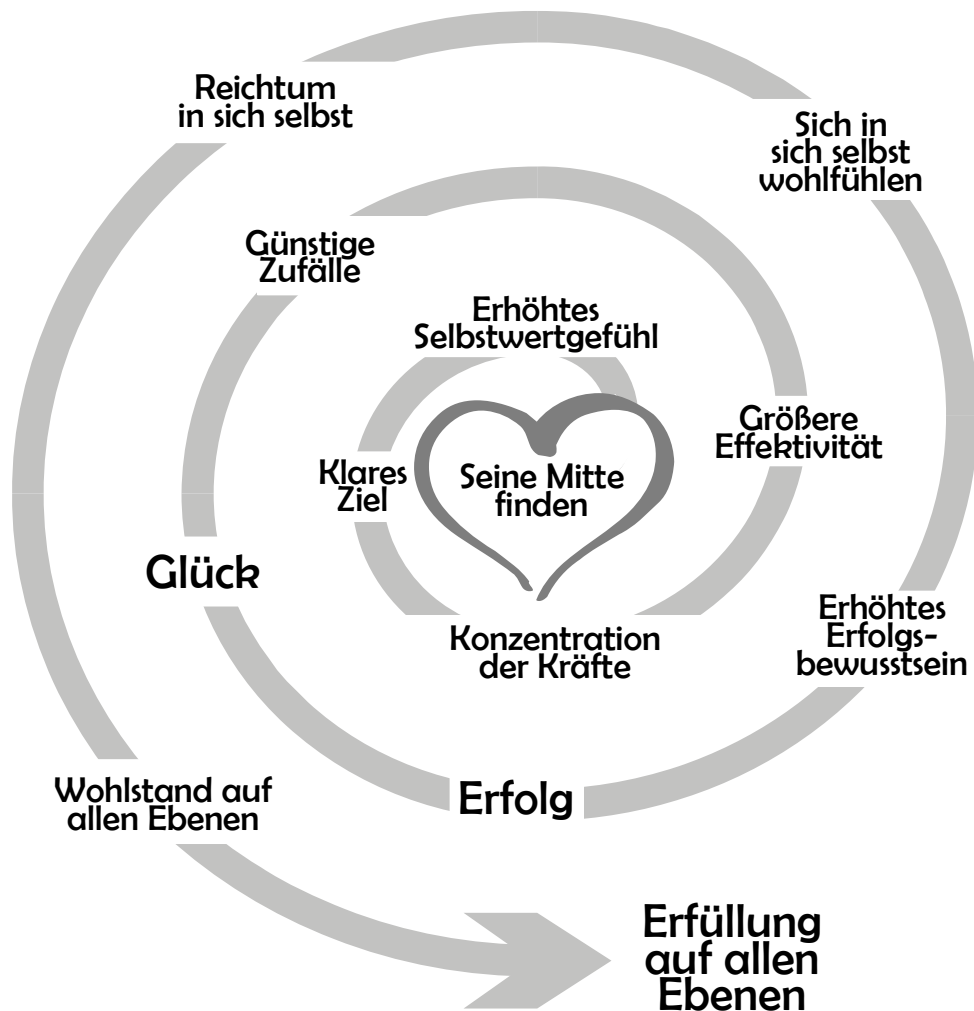 Reichtum
in sich selbst
Sich in
sich selbst
wohlfühlen
Günstige
Zufälle
Erhöhtes
Selbstwertgefühl
Größere
Effektivität
Klares
Ziel
Seine Mitte
finden
Glück
Konzentration
der Kräfte
Erhöhtes
Erfolgs-
bewusstsein
Wohlstand auf
allen Ebenen
Erfolg
Erfüllung
auf allen
Ebenen